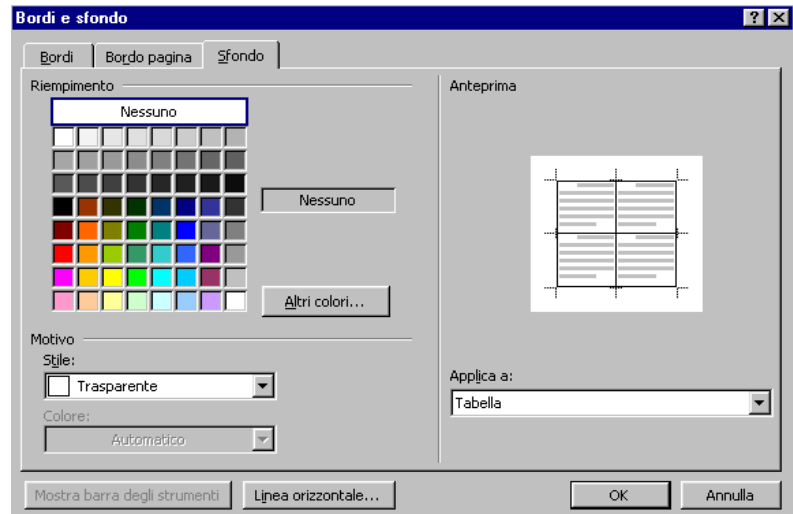 Bordi e sfondo
Bordi
Bordo pagina
Sfondo
Riempimento
Nessuno
Nessuno
Altri colori...
Motivo
Stile:
Trasparente
Colore:
Automatico
Anteprima
Applica a:
Tabella
Mostra barra degli strumenti
Linea orizzontale...
OK
Annulla